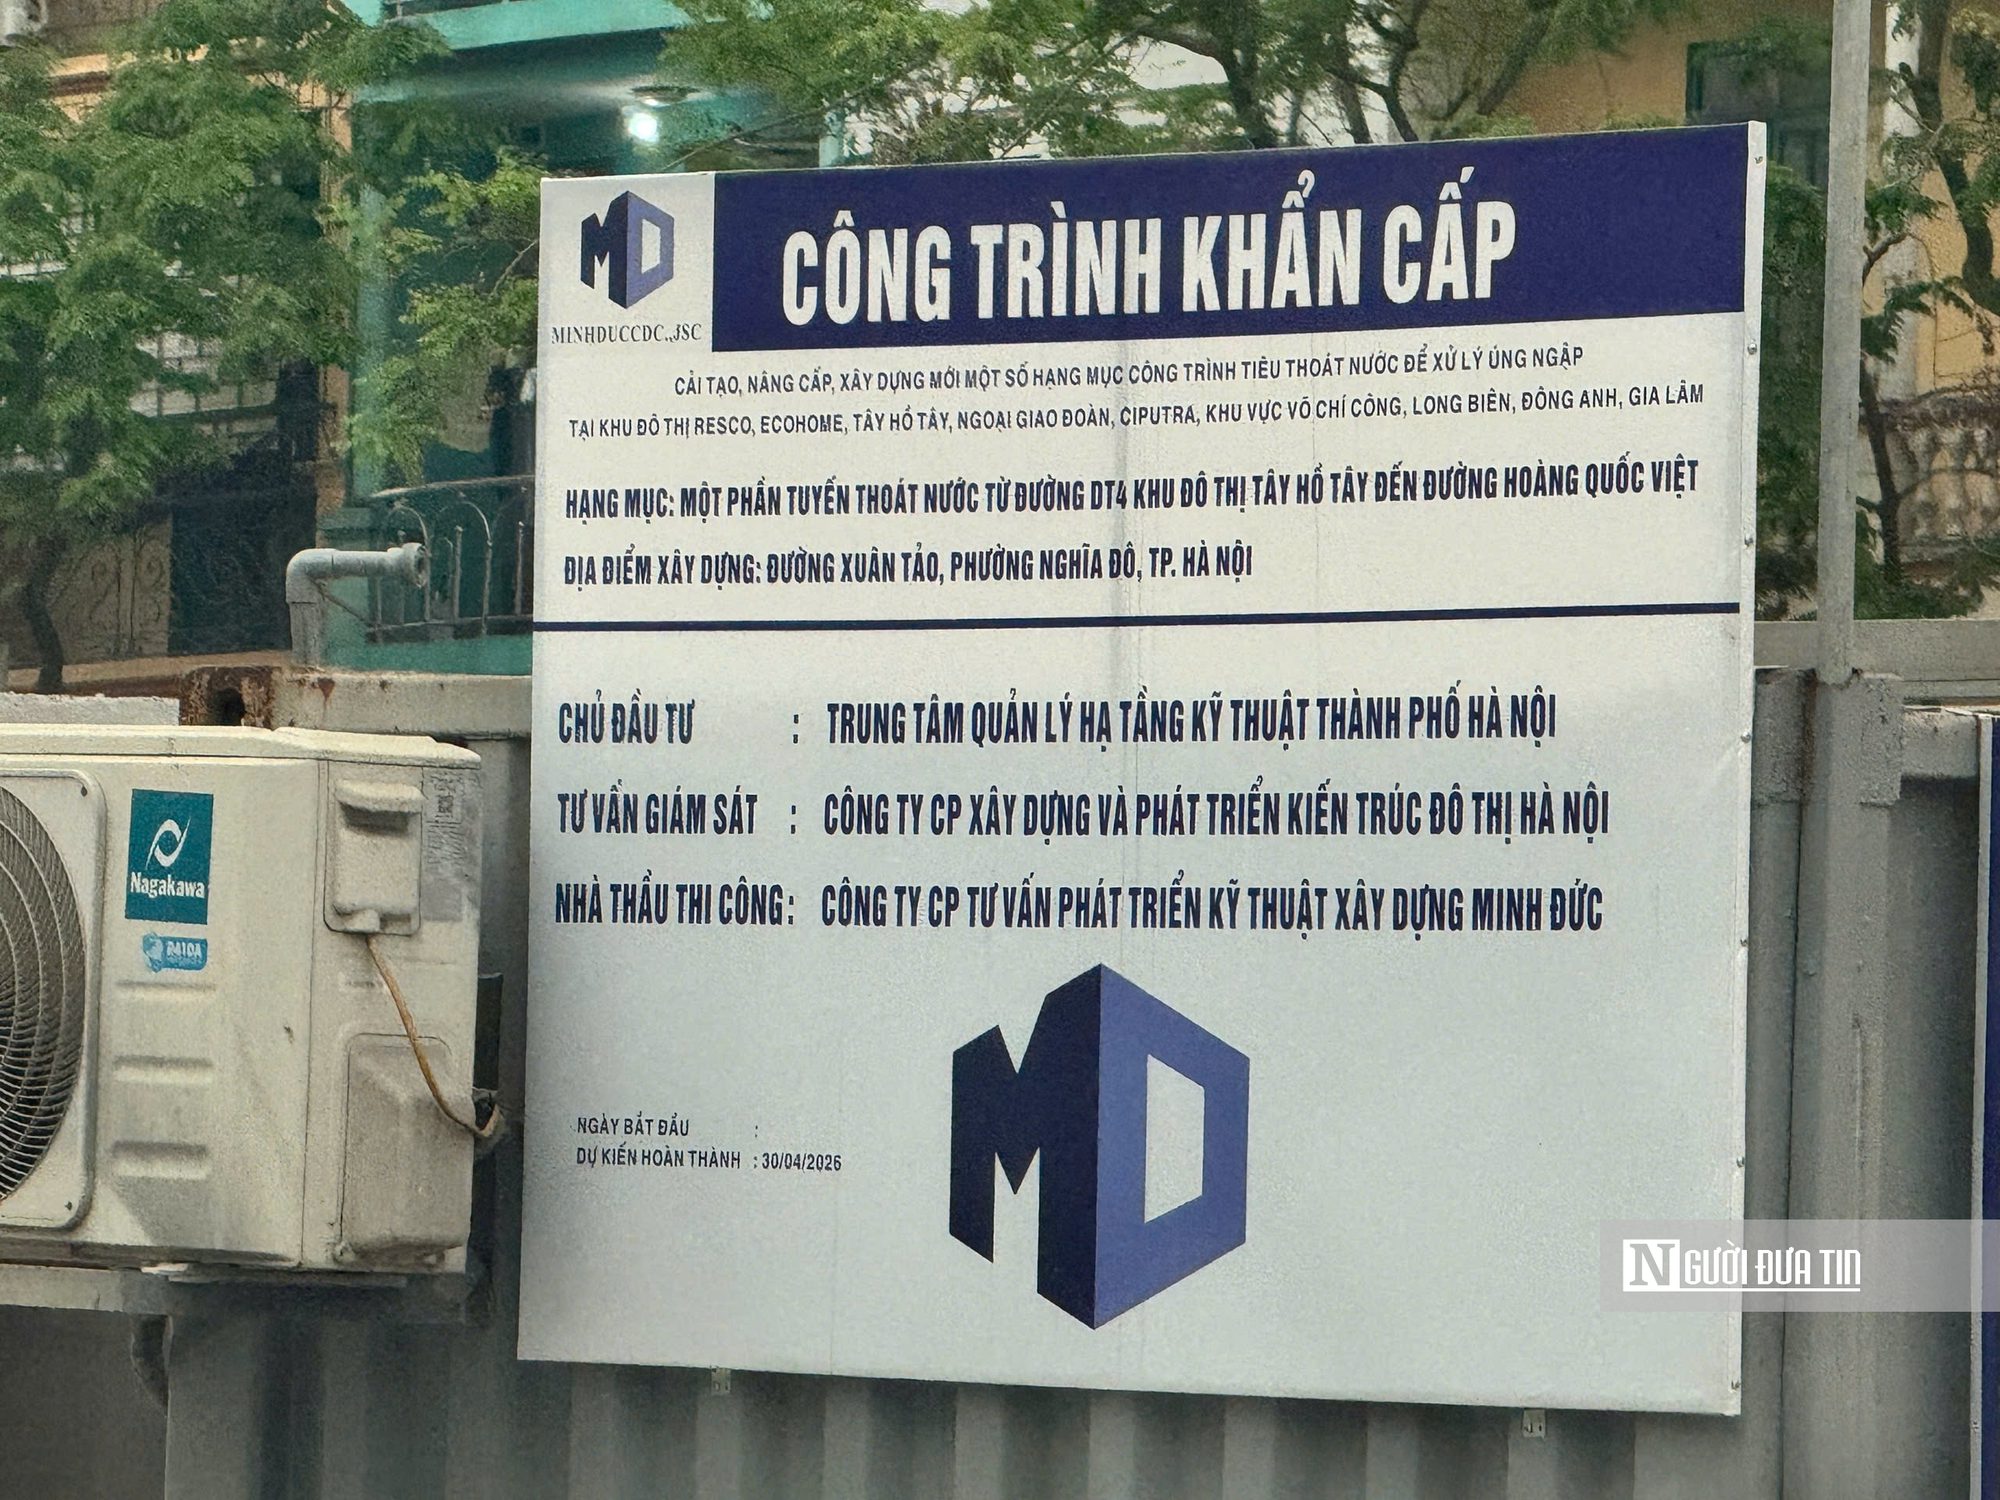 MINHDUCCDC.,JSC
CÔNG TRÌNH KHẨN CẤP
CẢI TẠO, NÂNG CẤP, XÂY DỰNG MỚI MỘT SỐ HẠNG MỤC CÔNG TRÌNH TIÊU THOÁT NƯỚC ĐỂ XỬ LÝ ÚNG NGẬP
TẠI KHU ĐÔ THỊ RESCO, ECOHOME, TÂY HỒ TÂY, NGOẠI GIAO ĐOÀN, CIPUTRA, KHU VỰC VÕ CHÍ CÔNG, LONG BIÊN, ĐÔNG ANH, GIA LÂM
HẠNG MỤC: MỘT PHẦN TUYẾN THOÁT NƯỚC TỪ ĐƯỜNG DT4 KHU ĐÔ THỊ TÂY HỒ TÂY ĐẾN ĐƯỜNG HOÀNG QUỐC VIỆT
ĐỊA ĐIỂM XÂY DỰNG: ĐƯỜNG XUÂN TẢO, PHƯỜNG NGHĨA ĐÔ, TP. HÀ NỘI
CHỦ ĐẦU TƯ : TRUNG TÂM QUẢN LÝ HẠ TẦNG KỸ THUẬT THÀNH PHỐ HÀ NỘI
TƯ VẤN GIÁM SÁT : CÔNG TY CP XÂY DỰNG VÀ PHÁT TRIỂN KIẾN TRÚC ĐÔ THỊ HÀ NỘI
NHÀ THẦU THI CÔNG : CÔNG TY CP TƯ VẤN PHÁT TRIỂN KỸ THUẬT XÂY DỰNG MINH ĐỨC
NGÀY BẮT ĐẦU :
DỰ KIẾN HOÀN THÀNH : 30/04/2026
Nagakawa
R410A
NGƯỜI ĐƯA TIN